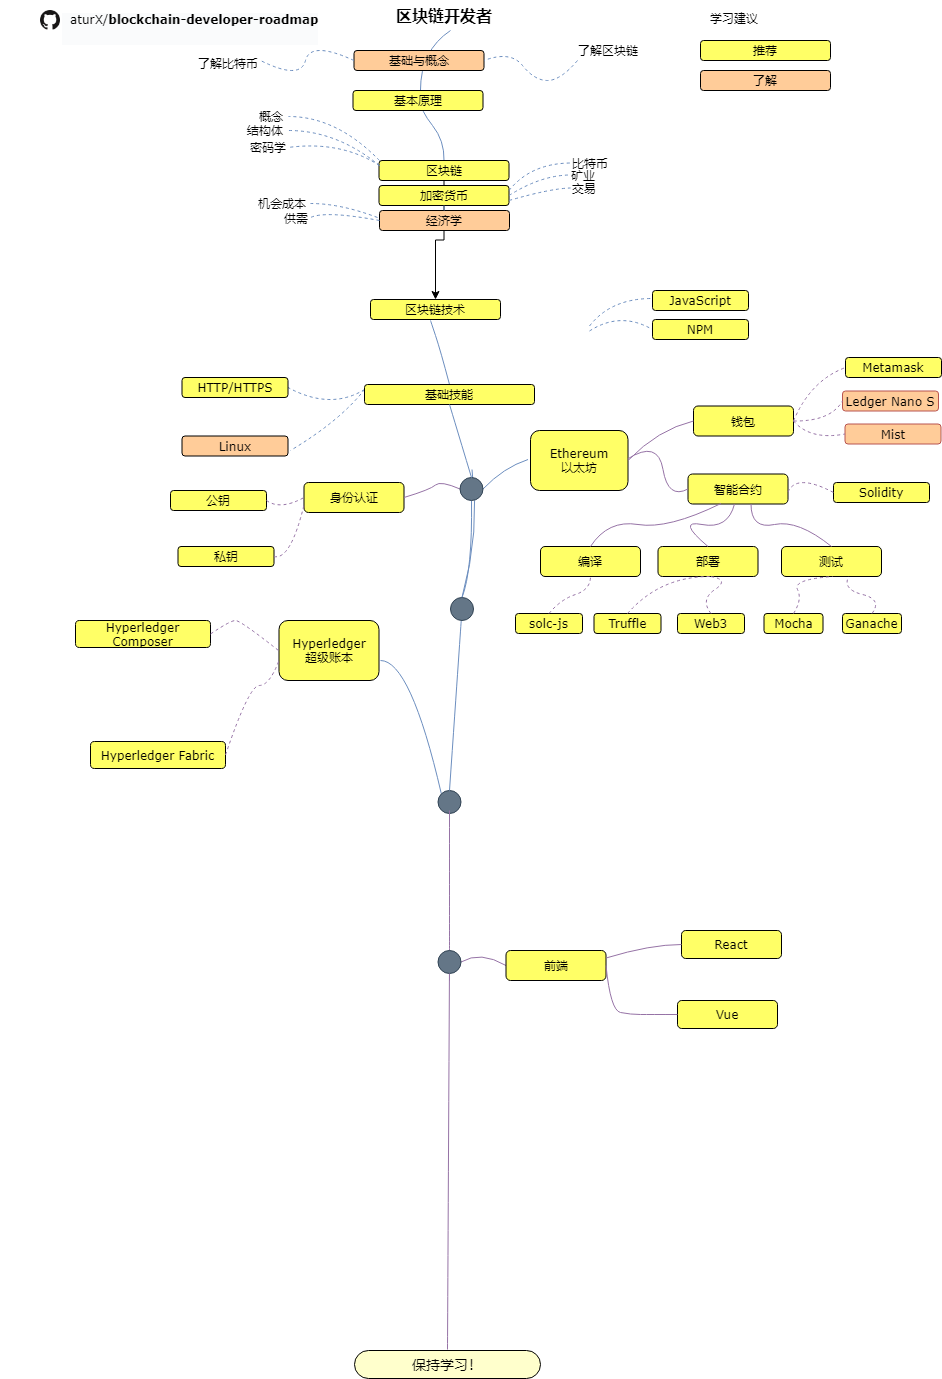 aturX/blockchain-developer-roadmap
区块链开发者
学习建议
推荐
了解
了解比特币
基础与概念
了解区块链
基本原理
概念
结构体
密码学
区块链
加密货币
经济学
比特币
矿业
交易
机会成本
供需
区块链技术
JavaScript
NPM
HTTP/HTTPS
基础技能
Linux
Metamask
Ledger Nano S
Mist
钱包
Ethereum
以太坊
智能合约
Solidity
身份认证
公钥
私钥
编译
部署
测试
solc-js
Truffle
Web3
Mocha
Ganache
Hyperledger
Composer
Hyperledger
超级账本
Hyperledger Fabric
前端
React
Vue
保持学习!